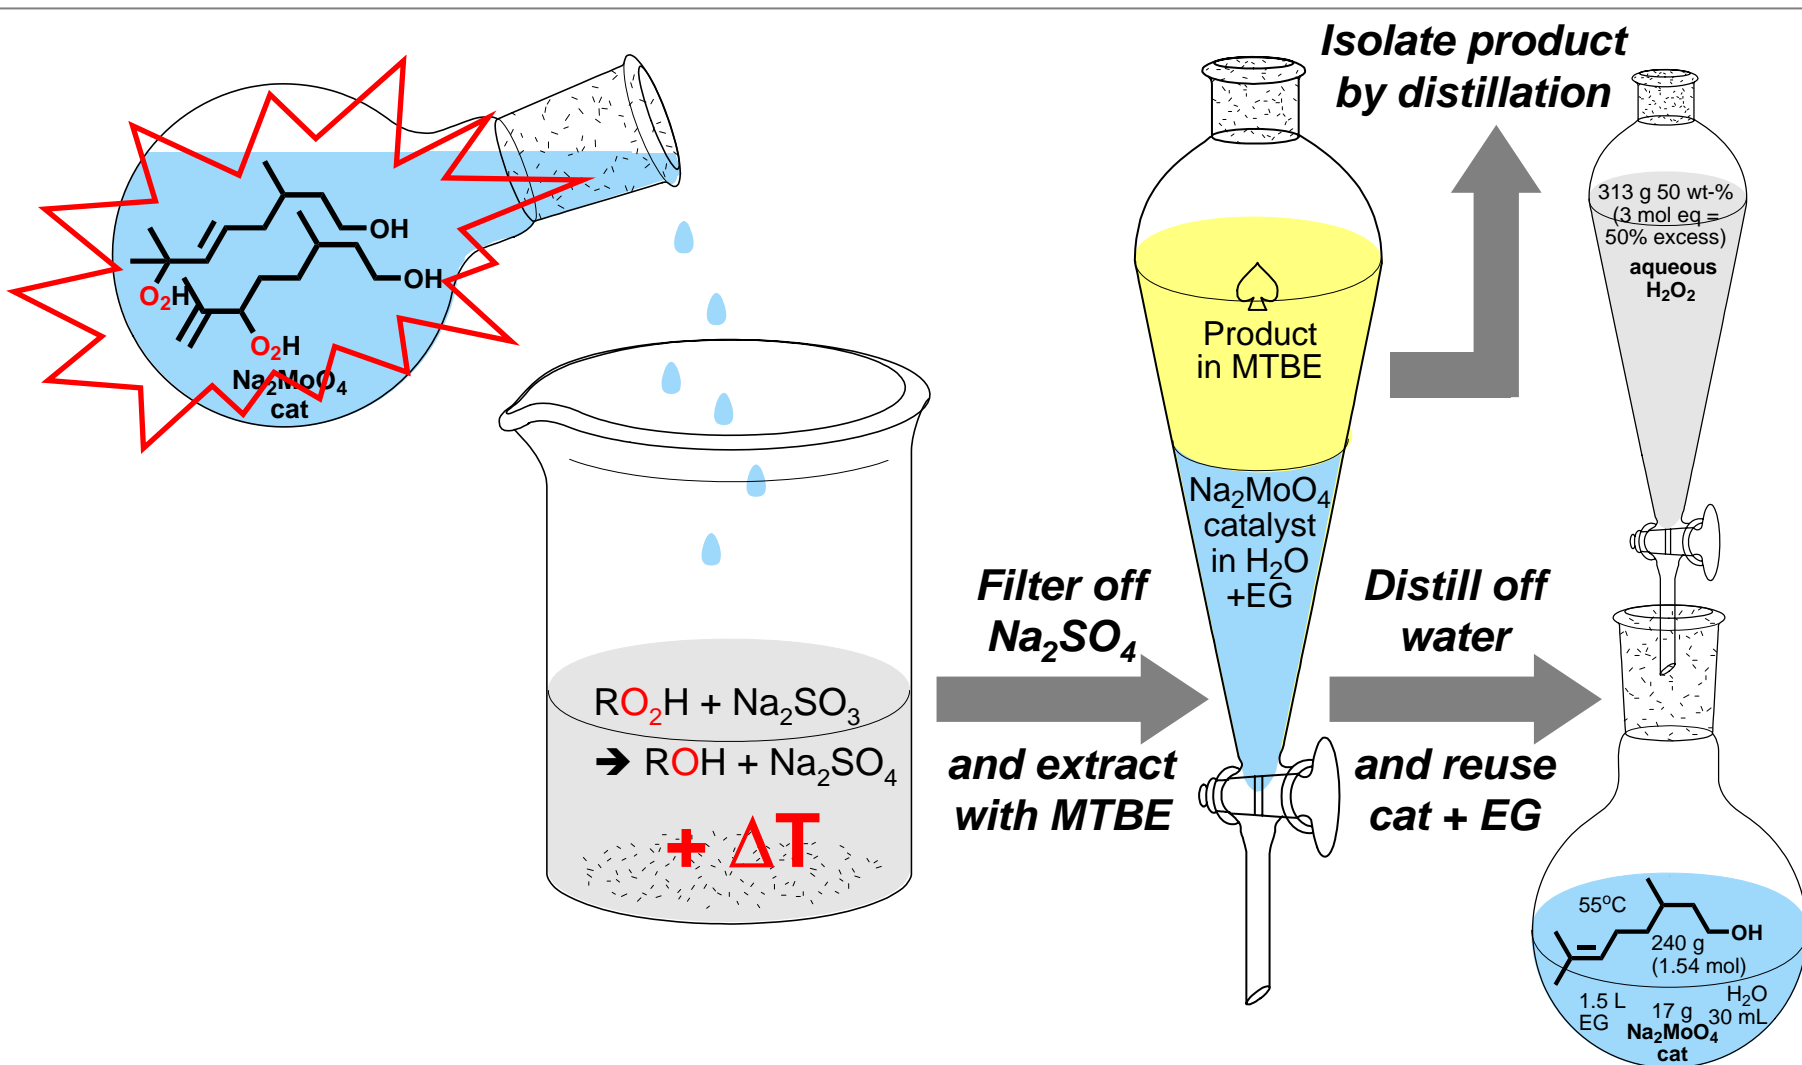 OH
OH
O₂H
O₂H
Na₂MoO₄
cat
RO₂H + Na₂SO₃
➔ ROH + Na₂SO₄
+ ΔT
Filter off
Na₂SO₄
and extract
with MTBE
Product
in MTBE
Na₂MoO₄
catalyst
in H₂O
+EG
Isolate product
by distillation
Distill off
water
and reuse
cat + EG
313 g 50 wt-%
(3 mol eq =
50% excess)
aqueous
H₂O₂
55°C
OH
240 g
(1.54 mol)
1.5 L
EG
17 g
Na₂MoO₄
cat
H₂O
30 mL